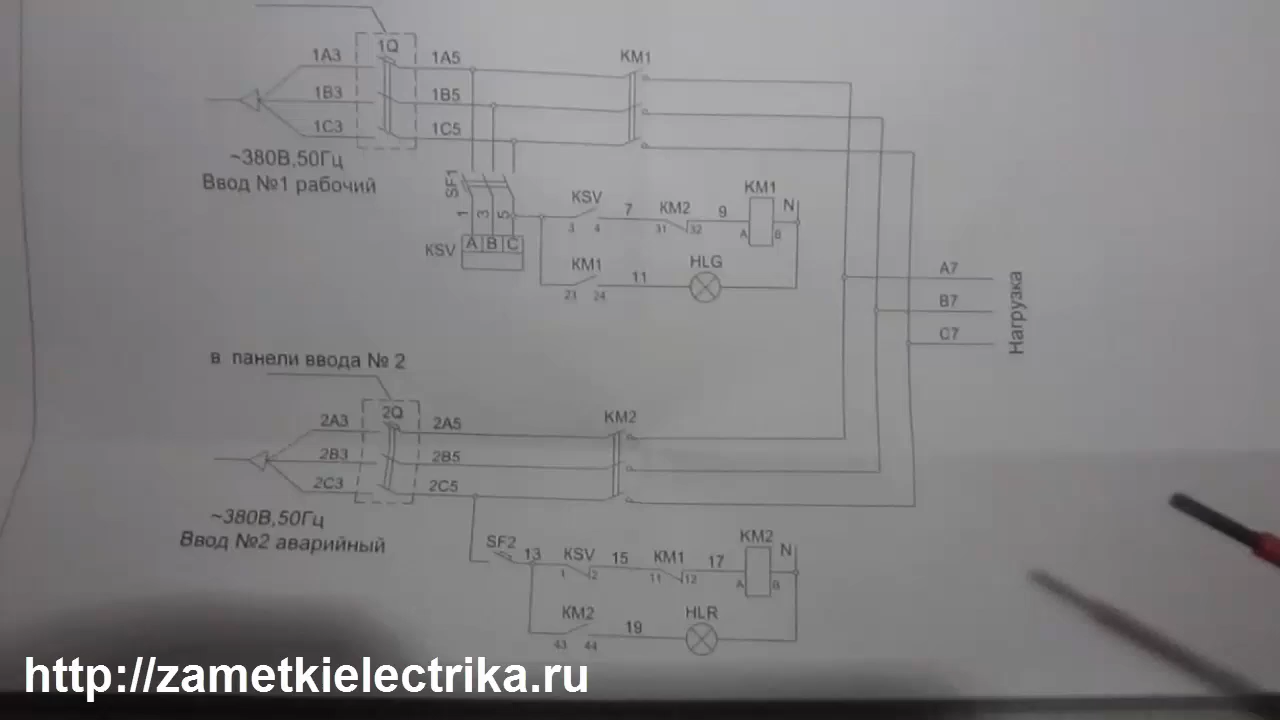 1Q
1A3
1A5
KM1
1B3
1B5
1C3
1C5
~380В,50Гц
Ввод №1 рабочий
SF1
1
3
5
KSV
A B C
KSV
3 4
7
KM2
31 32
9
KM1
A B
N
KM1
23 24
11
HLG
A7
B7
C7
Нагрузка
в панели ввода № 2
2Q
2A3
2A5
KM2
2B3
2B5
2C3
2C5
~380В,50Гц
Ввод №2 аварийный
SF2
13
KSV
1 2
15
KM1
11 12
17
KM2
A B
N
KM2
43 44
19
HLR
http://zametkielectrika.ru